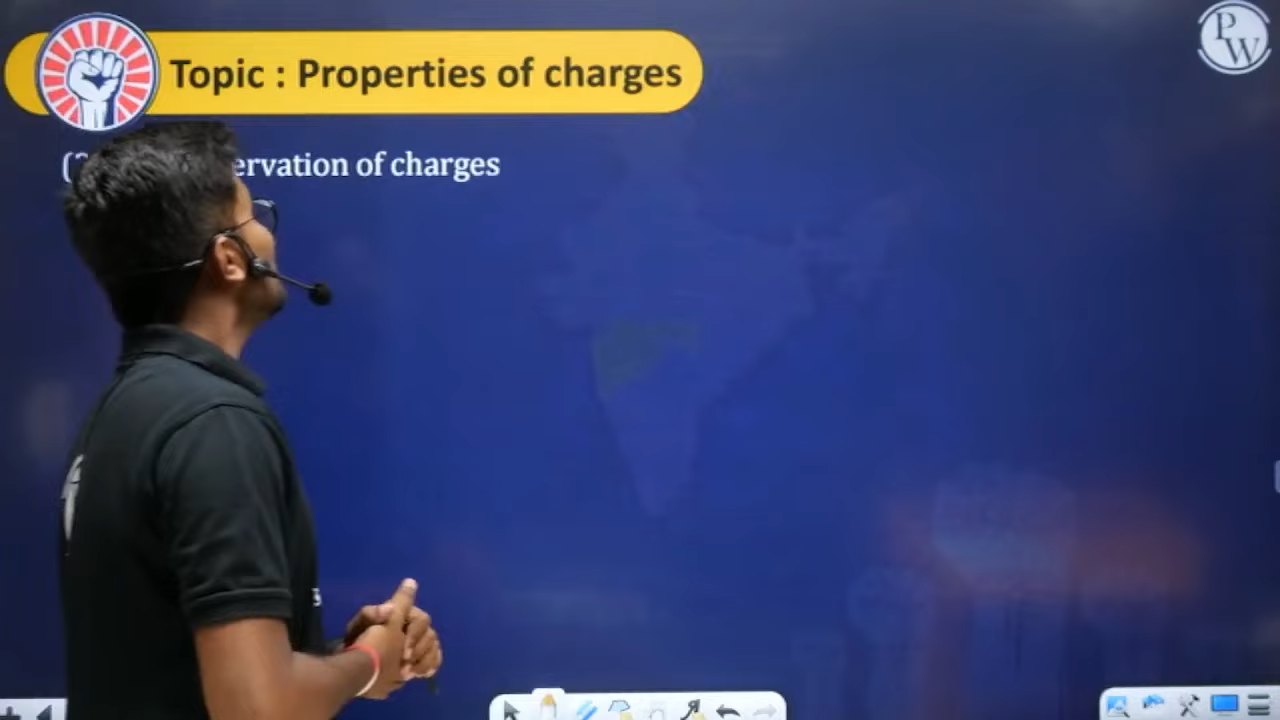 Topic : Properties of charges
ervation of charges
PW